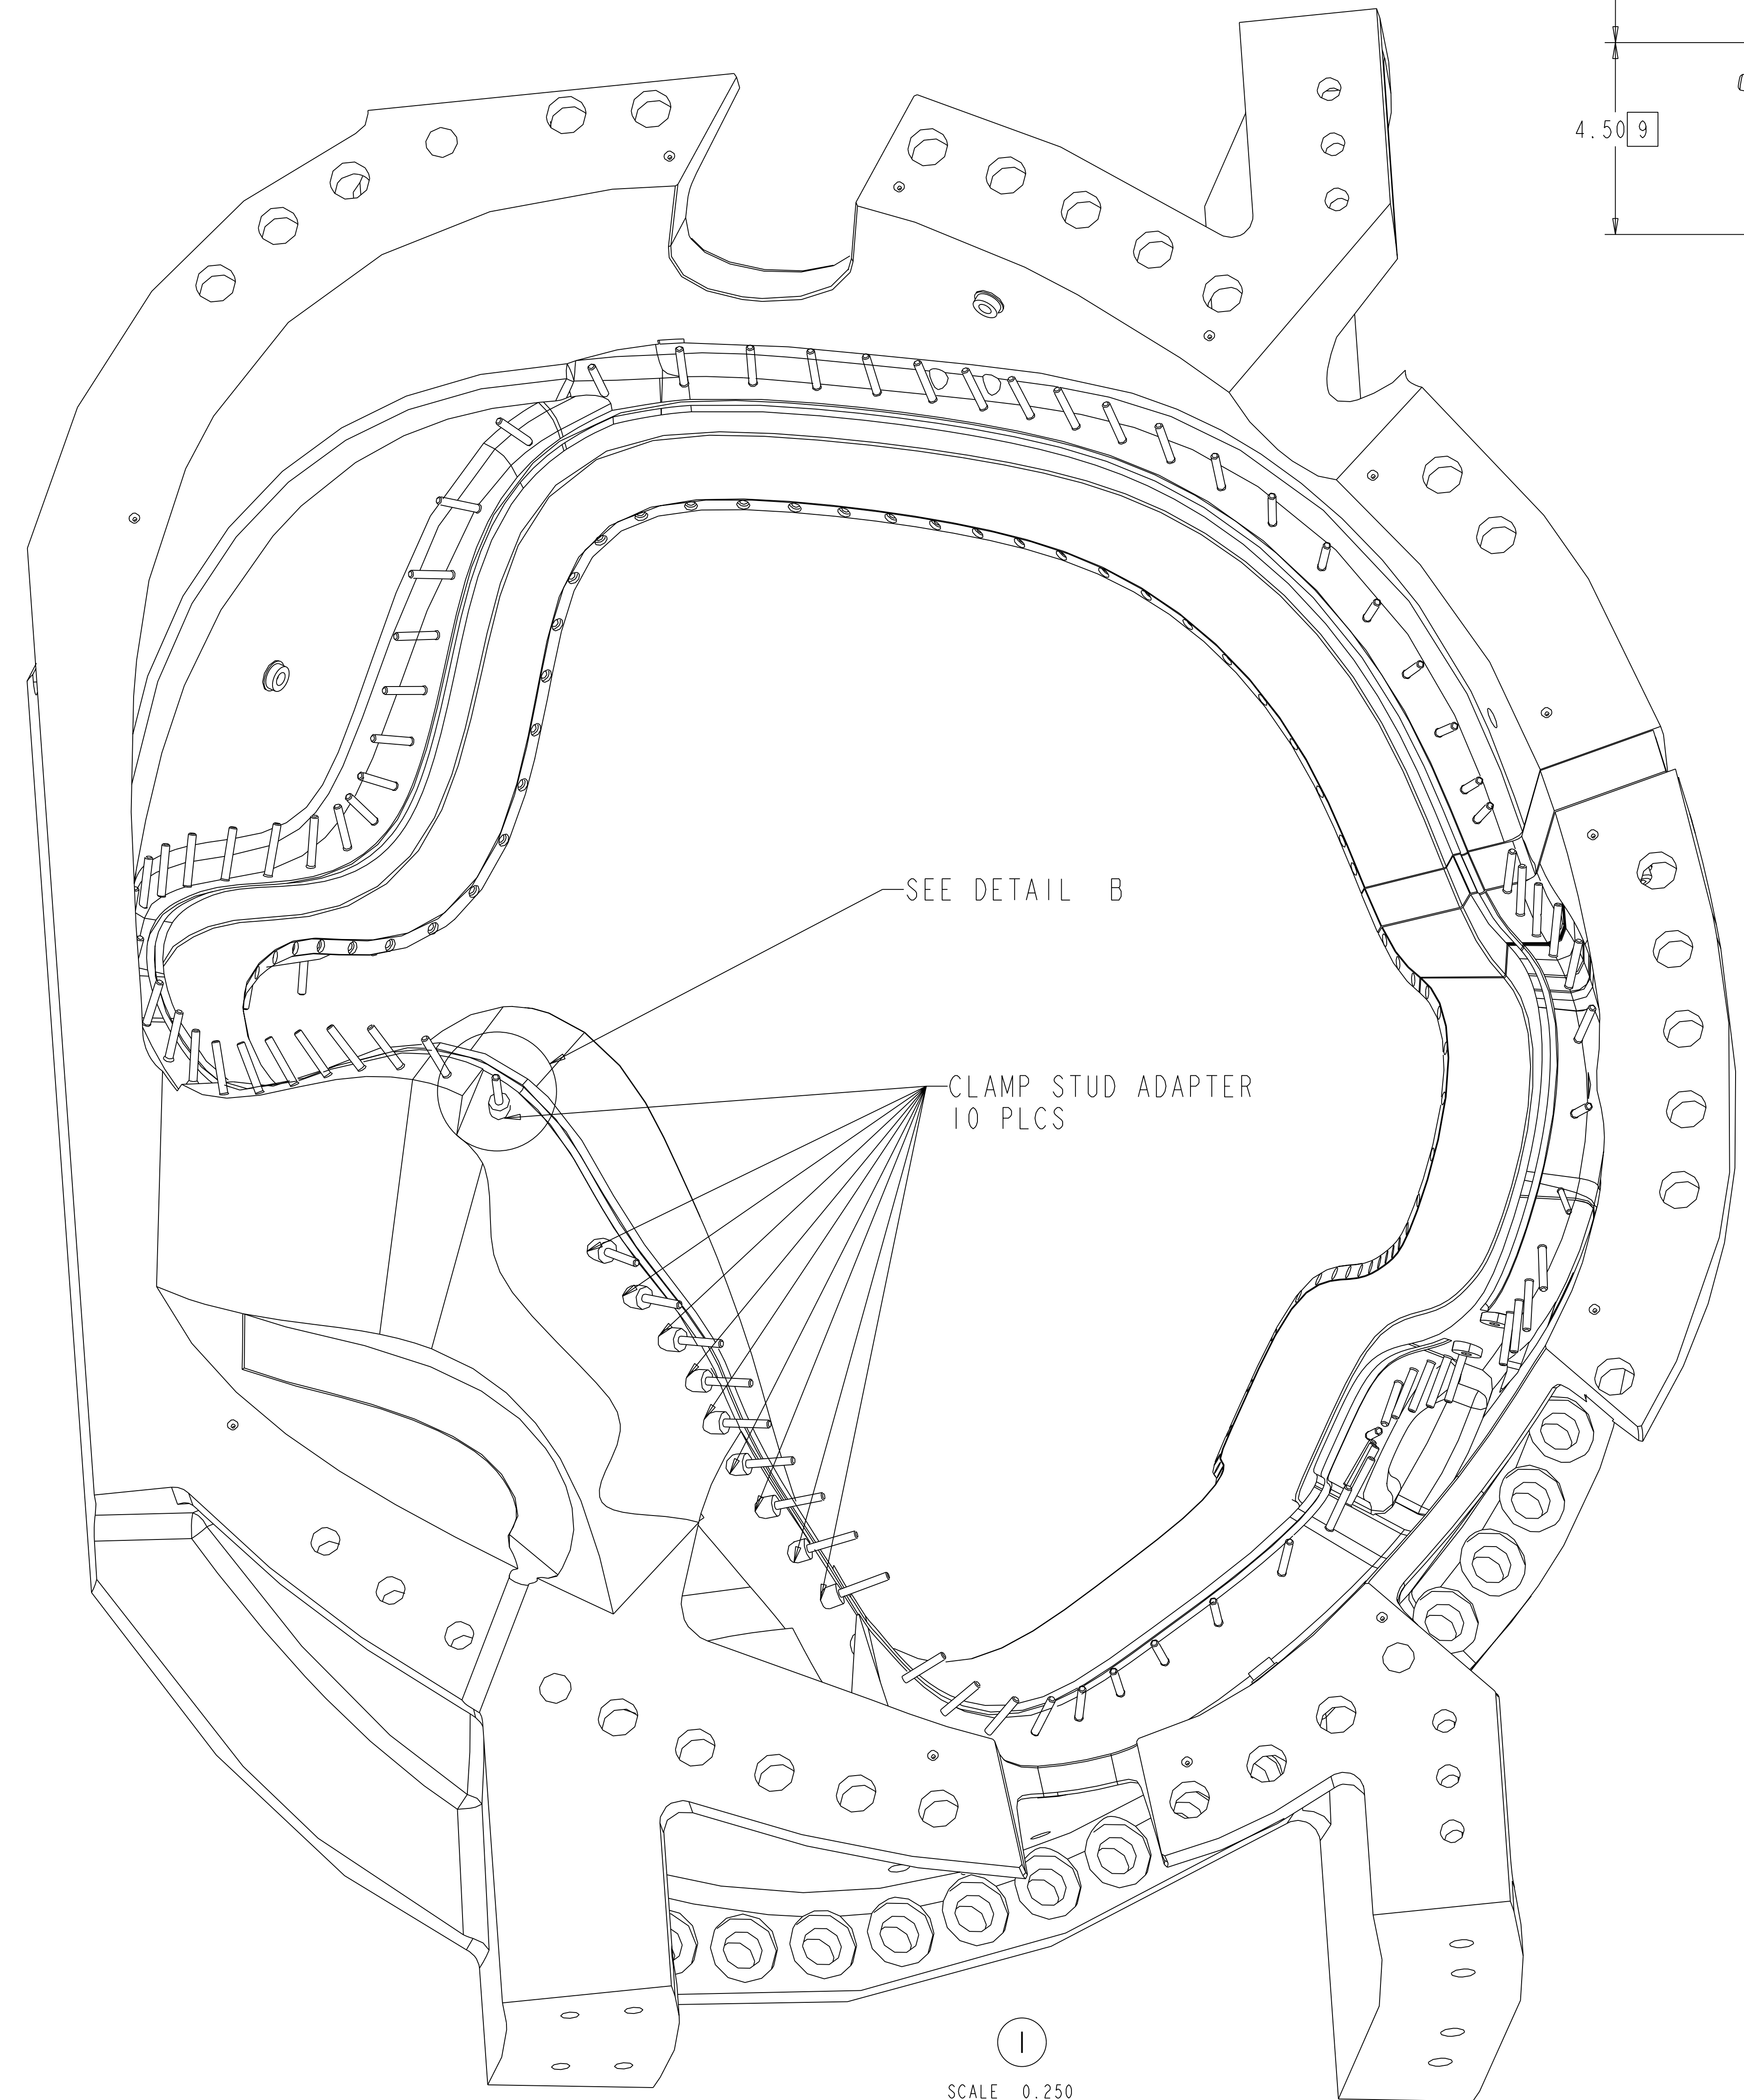 4.50 9
SEE DETAIL B
CLAMP STUD ADAPTER
10 PLCS
1
SCALE 0.250